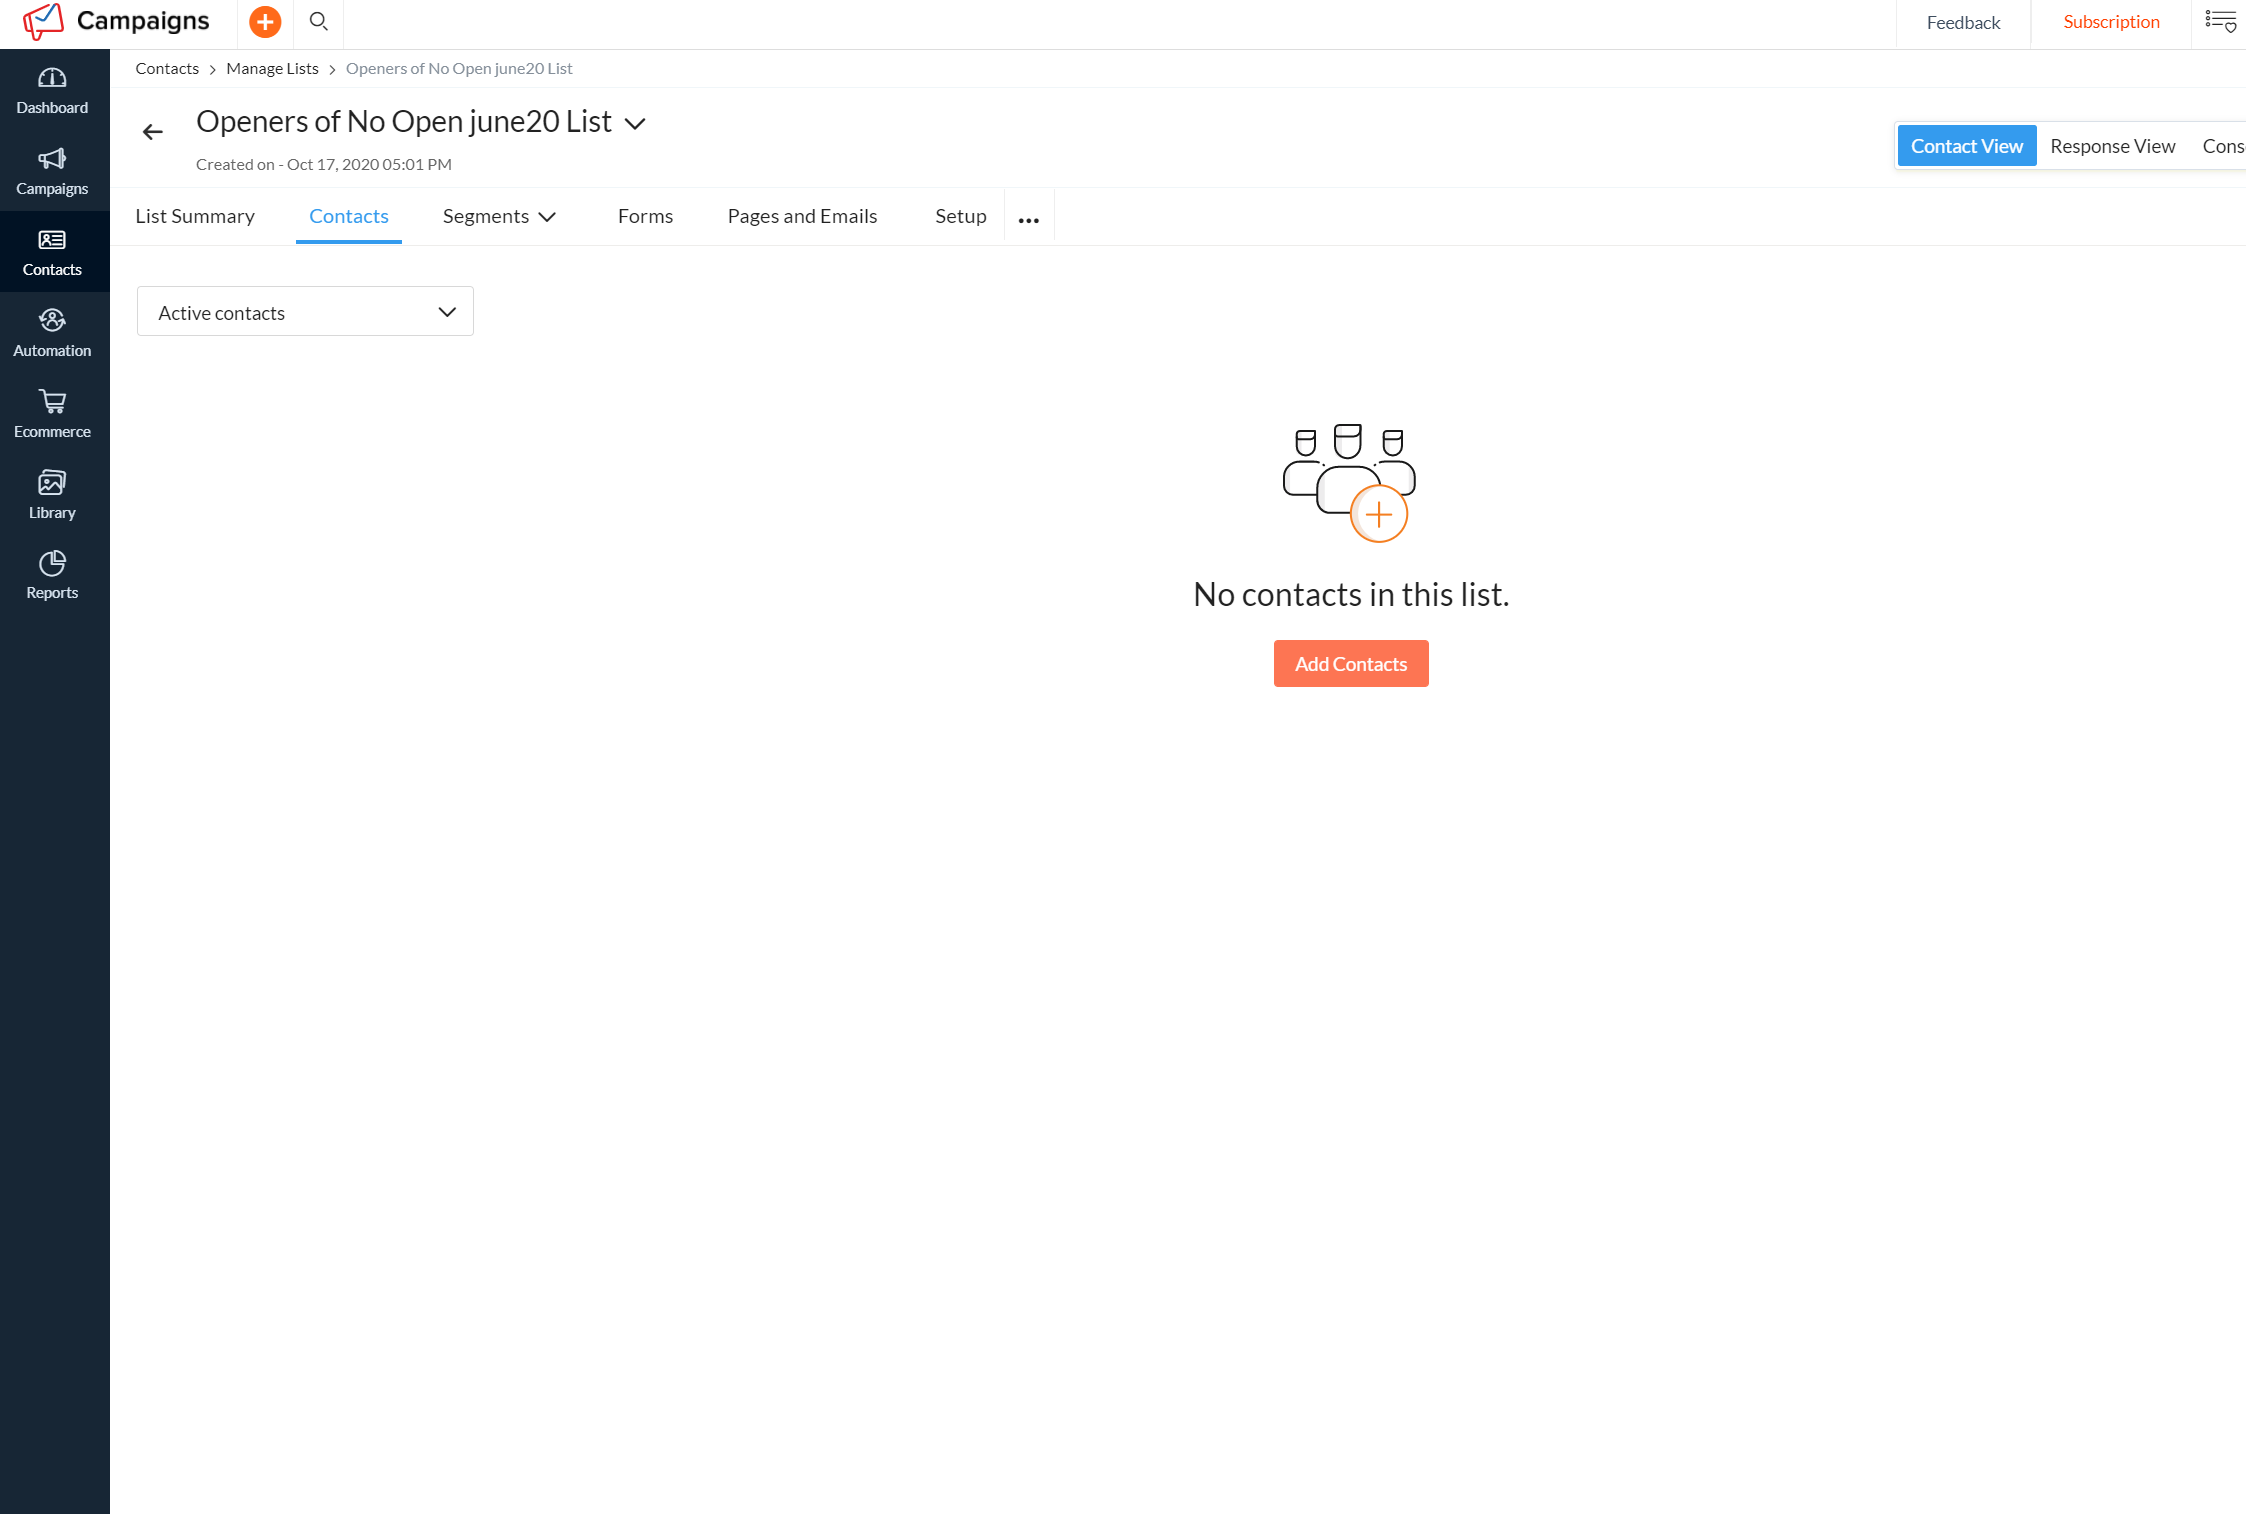 Campaigns
Feedback
Subscription
Dashboard
Campaigns
Contacts
Automation
Ecommerce
Library
Reports
Contacts > Manage Lists > Openers of No Open june20 List
Openers of No Open june20 List
Created on - Oct 17, 2020 05:01 PM
Contact View Response View Cons
List Summary Contacts Segments Forms Pages and Emails Setup ...
Active contacts
No contacts in this list.
Add Contacts